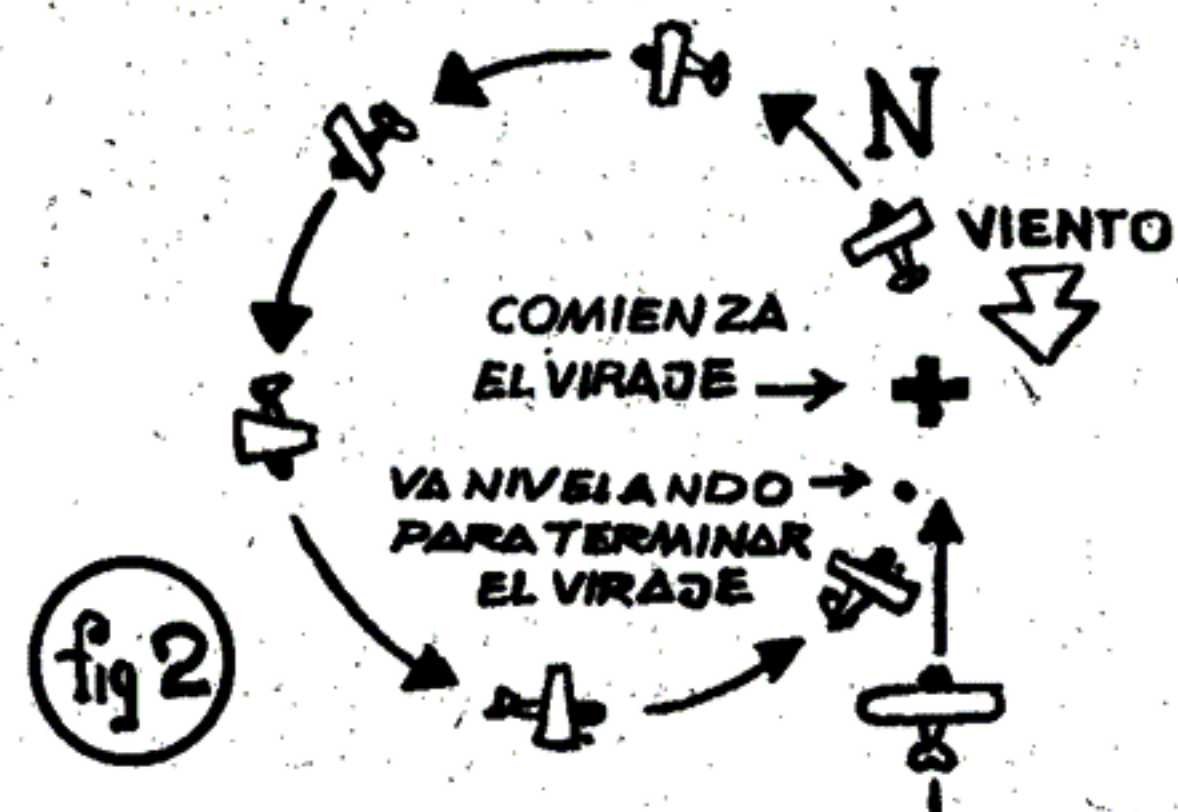 N
VIENTO
COMIENZA
EL VIRAJE
VA NIVELANDO
PARA TERMINAR
EL VIRAJE
fig 2